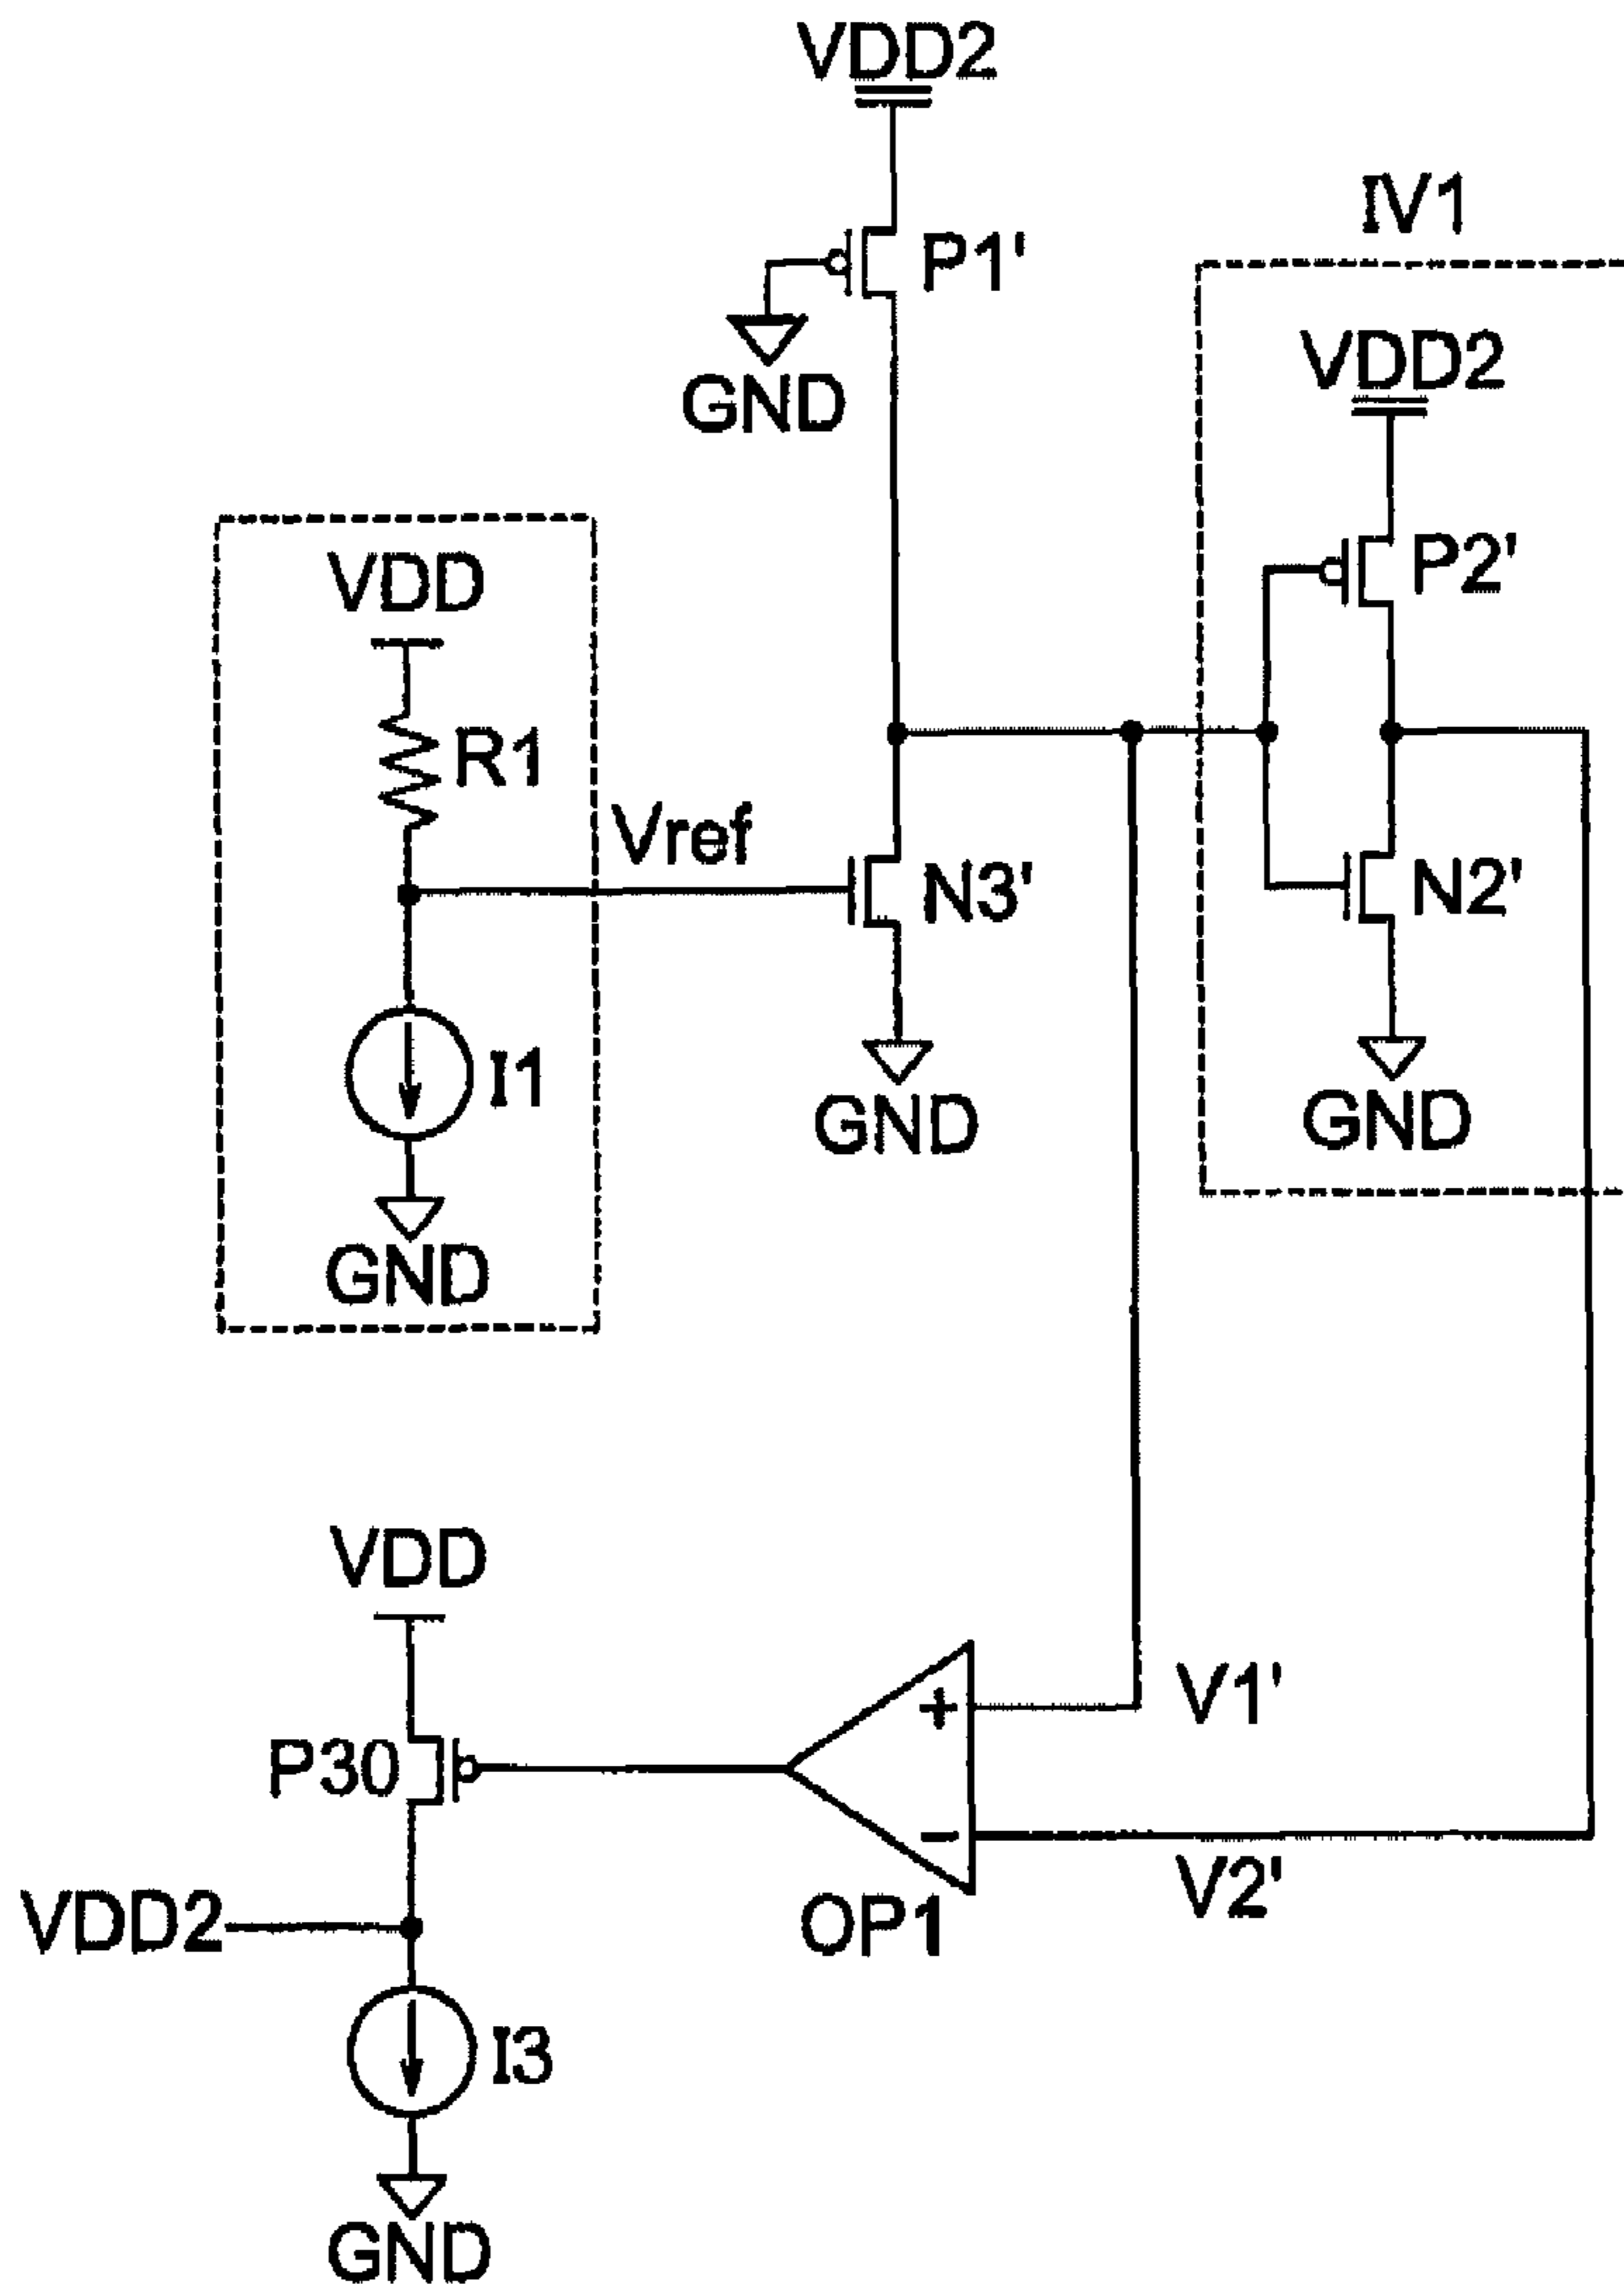 VDD2
P1'
GND
IV1
VDD2
P2'
N2'
GND
VDD
R1
Vref
N3'
GND
I1
GND
VDD
P30
VDD2
I3
GND
+
−
OP1
V1'
V2'